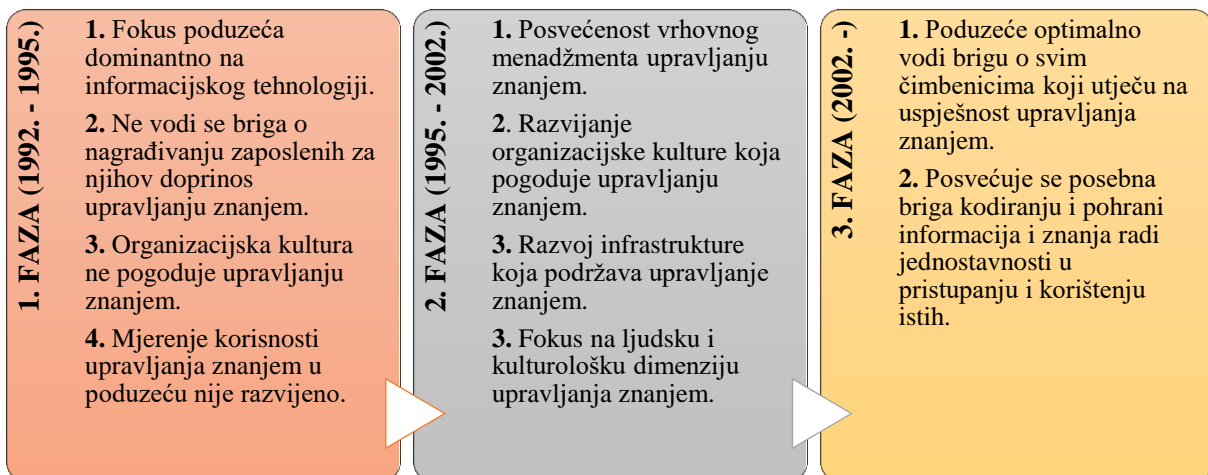 1. FAZA (1992. - 1995.)
1. Fokus poduzeća
dominantno na
informacijskog tehnologiji.
2. Ne vodi se briga o
nagrađivanju zaposlenih za
njihov doprinos
upravljanju znanjem.
3. Organizacijska kultura
ne pogoduje upravljanju
znanjem.
4. Mjerenje korisnosti
upravljanja znanjem u
poduzeću nije razvijeno.
2. FAZA (1995. - 2002.)
1. Posvećenost vrhovnog
menadžmenta upravljanju
znanjem.
2. Razvijanje
organizacijske kulture koja
pogoduje upravljanju
znanjem.
3. Razvoj infrastrukture
koja podržava upravljanje
znanjem.
3. Fokus na ljudsku i
kulturološku dimenziju
upravljanja znanjem.
3. FAZA (2002. -)
1. Poduzeće optimalno
vodi brigu o svim
čimbenicima koji utječu na
uspješnost upravljanja
znanjem.
2. Posvećuje se posebna
briga kodiranju i pohrani
informacija i znanja radi
jednostavnosti u
pristupanju i korištenju
istih.